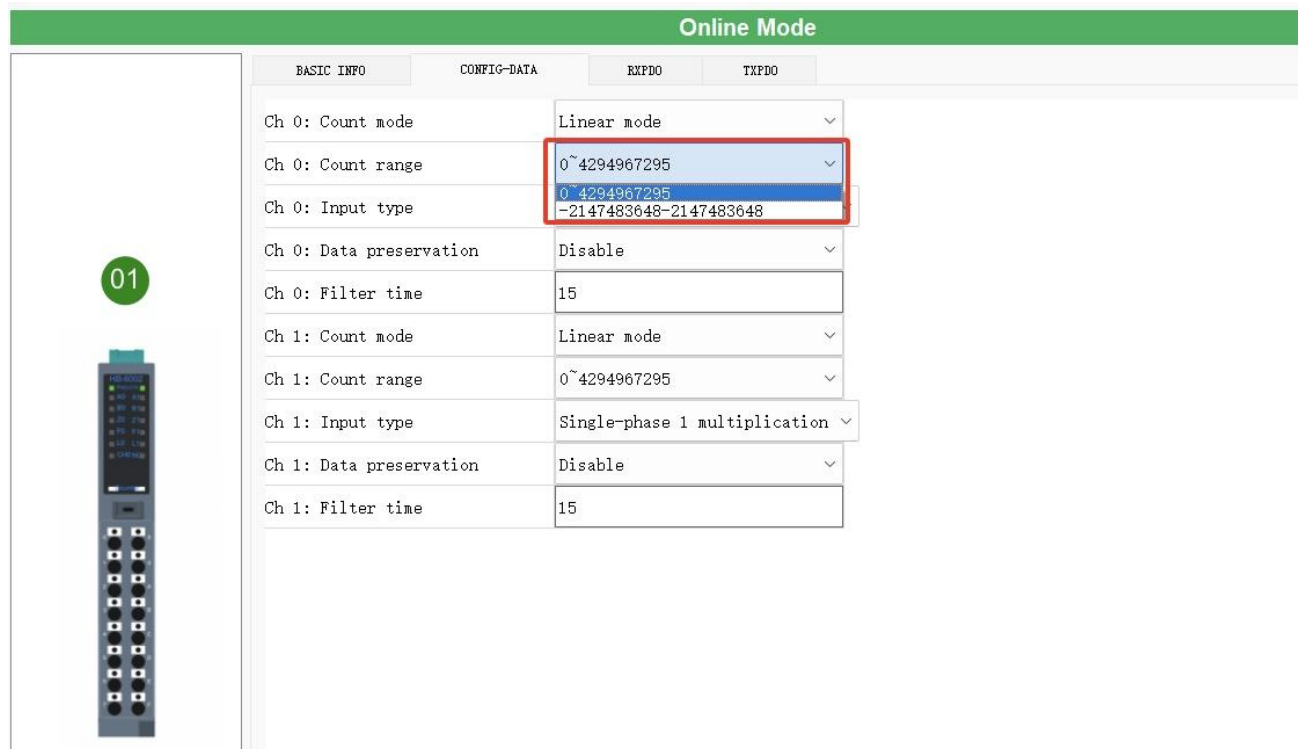 Online Mode
BASIC INFO CONFIG-DATA RXPDO TXPDO
Ch 0: Count mode Linear mode
Ch 0: Count range 0~4294967295
0~4294967295
Ch 0: Input type -2147483648-2147483648
Ch 0: Data preservation Disable
01
Ch 0: Filter time 15
Ch 1: Count mode Linear mode
Ch 1: Count range 0~4294967295
Ch 1: Input type Single-phase 1 multiplication
Ch 1: Data preservation Disable
Ch 1: Filter time 15